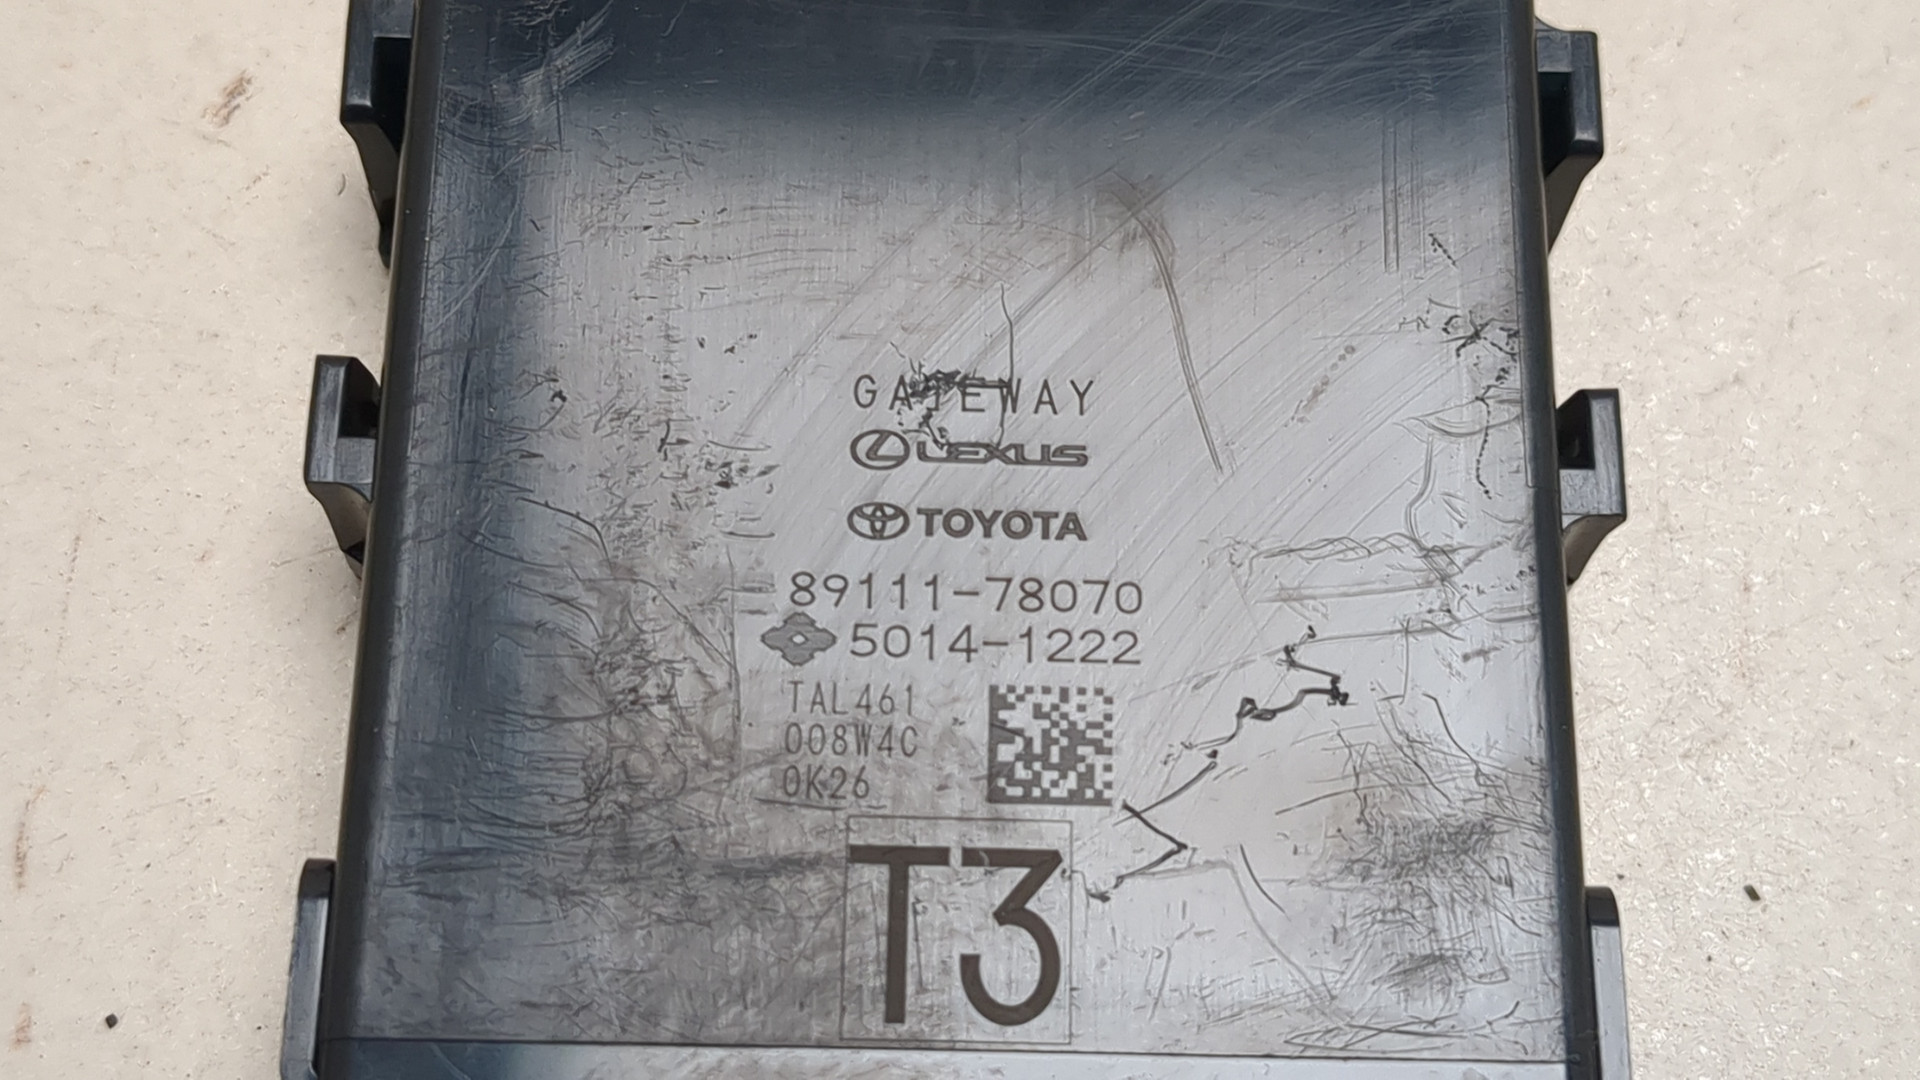 GATEWAY
LEXUS
TOYOTA
89111-78070
5014-1222
TAL461
008W4C
0K26
T3